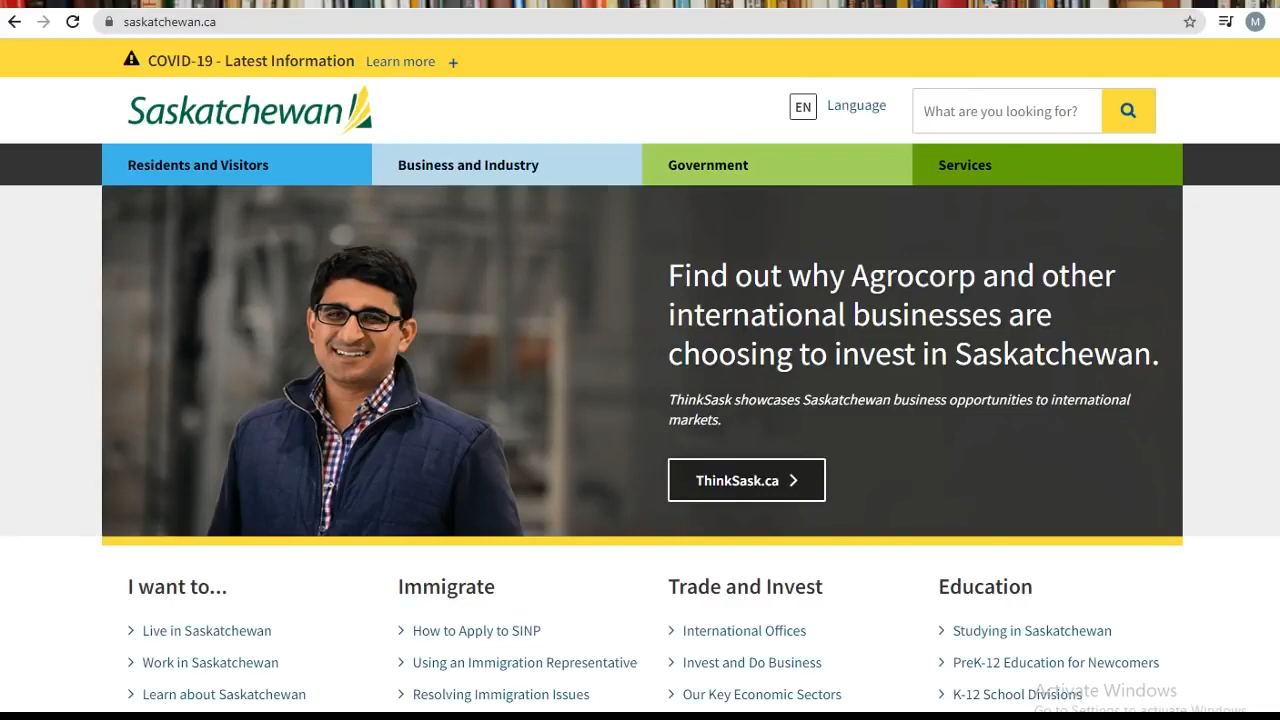 saskatchewan.ca
M
COVID-19 - Latest Information Learn more +
Saskatchewan
EN Language
What are you looking for?
Residents and Visitors Business and Industry Government Services
Find out why Agrocorp and other
international businesses are
choosing to invest in Saskatchewan.
ThinkSask showcases Saskatchewan business opportunities to international
markets.
ThinkSask.ca
I want to... Immigrate Trade and Invest Education
Live in Saskatchewan How to Apply to SINP International Offices Studying in Saskatchewan
Work in Saskatchewan Using an Immigration Representative Invest and Do Business PreK-12 Education for Newcomers
Learn about Saskatchewan Resolving Immigration Issues Our Key Economic Sectors K-12 School Divisions
Activate Windows
Go to Settings to activate Windows.